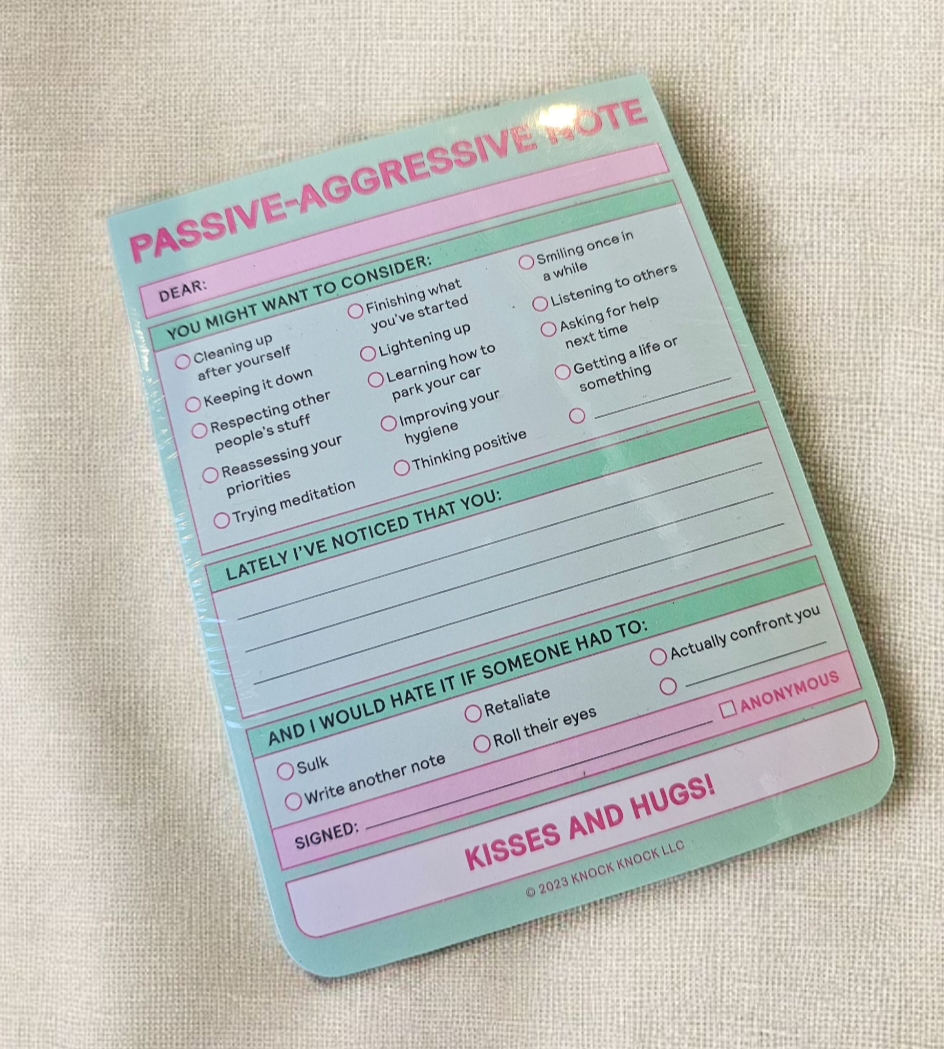 PASSIVE-AGGRESSIVE NOTE
DEAR:
YOU MIGHT WANT TO CONSIDER:
Cleaning up
after yourself
Keeping it down
Respecting other
people's stuff
Reassessing your
priorities
Trying meditation
Finishing what
you've started
Lightening up
Learning how to
park your car
Improving your
hygiene
Thinking positive
Smiling once in
a while
Listening to others
Asking for help
next time
Getting a life or
something
LATELY I'VE NOTICED THAT YOU:
AND I WOULD HATE IT IF SOMEONE HAD TO:
Sulk
Write another note
Retaliate
Roll their eyes
Actually confront you
SIGNED:
ANONYMOUS
KISSES AND HUGS!
© 2023 KNOCK KNOCK LLC